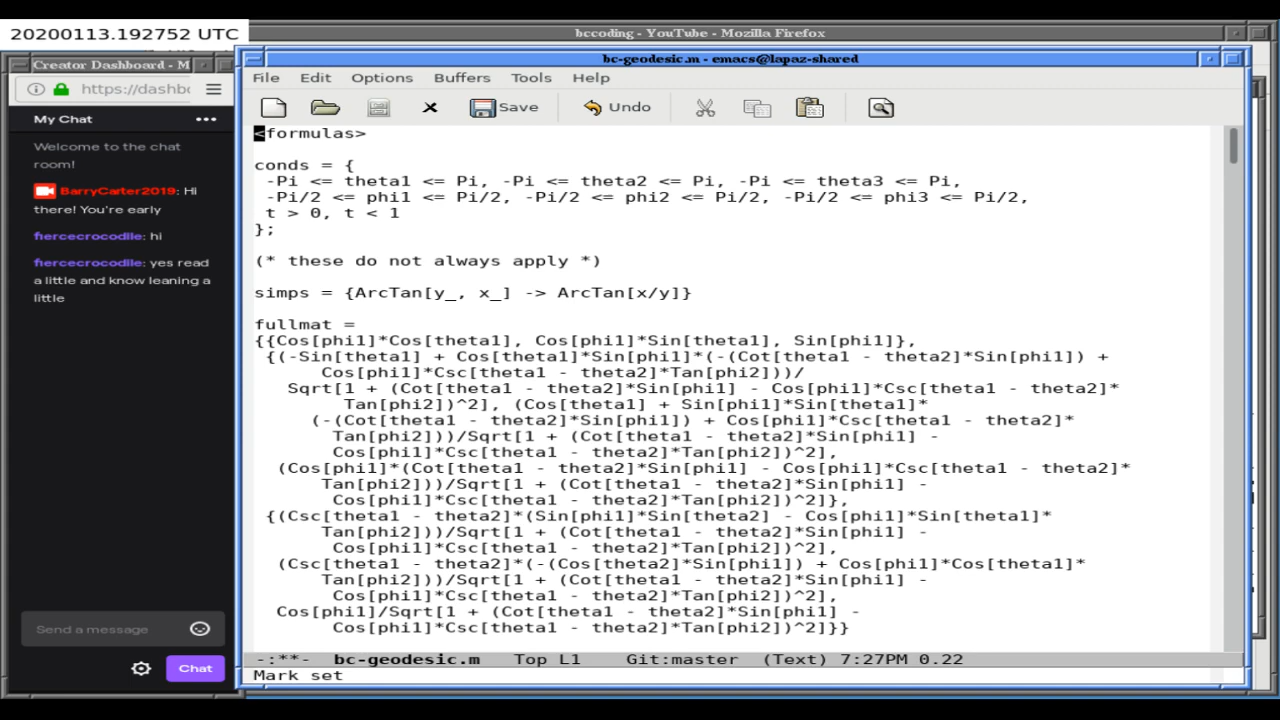 20200113.192752 UTC
bccoding - YouTube - Mozilla Firefox
Creator Dashboard - M
https://dashbo
My Chat
Welcome to the chat
room!
BarryCarter2019: Hi
there! You're early
fiercecrocodile: hi
fiercecrocodile: yes read
a little and know leaning a
little
Send a message
Chat
bc-geodesic.m - emacs@lapaz-shared
File Edit Options Buffers Tools Help
Save Undo
<formulas>
conds = {
-Pi <= theta1 <= Pi, -Pi <= theta2 <= Pi, -Pi <= theta3 <= Pi,
-Pi/2 <= phi1 <= Pi/2, -Pi/2 <= phi2 <= Pi/2, -Pi/2 <= phi3 <= Pi/2,
t > 0, t < 1
};
(* these do not always apply *)
simps = {ArcTan[y_, x_] -> ArcTan[x/y]}
fullmat =
{{Cos[phi1]*Cos[theta1], Cos[phi1]*Sin[theta1], Sin[phi1]},
{(-Sin[theta1] + Cos[theta1]*Sin[phi1]*(-(Cot[theta1 - theta2]*Sin[phi1]) +
Cos[phi1]*Csc[theta1 - theta2]*Tan[phi2]))/
Sqrt[1 + (Cot[theta1 - theta2]*Sin[phi1] - Cos[phi1]*Csc[theta1 - theta2]*
Tan[phi2])^2], (Cos[theta1] + Sin[phi1]*Sin[theta1]*
(-(Cot[theta1 - theta2]*Sin[phi1]) + Cos[phi1]*Csc[theta1 - theta2]*
Tan[phi2]))/Sqrt[1 + (Cot[theta1 - theta2]*Sin[phi1] -
Cos[phi1]*Csc[theta1 - theta2]*Tan[phi2])^2],
(Cos[phi1]*(Cot[theta1 - theta2]*Sin[phi1] - Cos[phi1]*Csc[theta1 - theta2]*
Tan[phi2]))/Sqrt[1 + (Cot[theta1 - theta2]*Sin[phi1] -
Cos[phi1]*Csc[theta1 - theta2]*Tan[phi2])^2]},
{(Csc[theta1 - theta2]*(Sin[phi1]*Sin[theta2] - Cos[phi1]*Sin[theta1]*
Tan[phi2]))/Sqrt[1 + (Cot[theta1 - theta2]*Sin[phi1] -
Cos[phi1]*Csc[theta1 - theta2]*Tan[phi2])^2],
(Csc[theta1 - theta2]*(-(Cos[theta2]*Sin[phi1]) + Cos[phi1]*Cos[theta1]*
Tan[phi2]))/Sqrt[1 + (Cot[theta1 - theta2]*Sin[phi1] -
Cos[phi1]*Csc[theta1 - theta2]*Tan[phi2])^2],
Cos[phi1]/Sqrt[1 + (Cot[theta1 - theta2]*Sin[phi1] -
Cos[phi1]*Csc[theta1 - theta2]*Tan[phi2])^2]}}
-:**- bc-geodesic.m Top L1 Git:master (Text) 7:27PM 0.22
Mark set